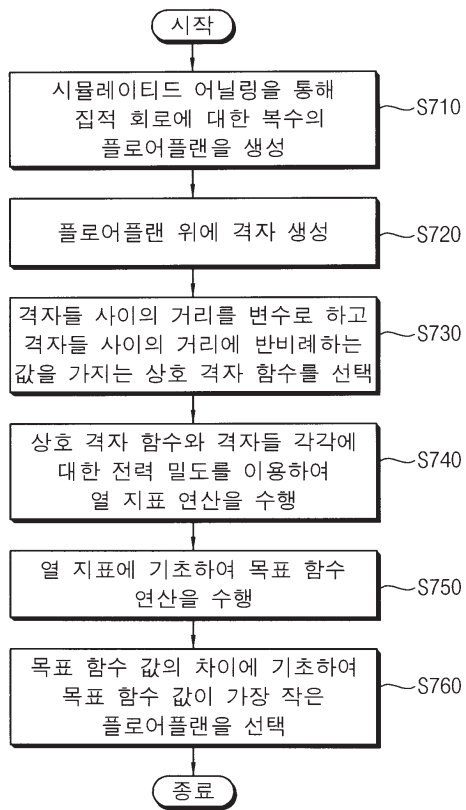 시작
시뮬레이티드 어닐링을 통해
집적 회로에 대한 복수의
플로어플랜을 생성
S710
플로어플랜 위에 격자 생성
S720
격자들 사이의 거리를 변수로 하고
격자들 사이의 거리에 반비례하는
값을 가지는 상호 격자 함수를 선택
S730
상호 격자 함수와 격자들 각각에
대한 전력 밀도를 이용하여
열 지표 연산을 수행
S740
열 지표에 기초하여 목표 함수
연산을 수행
S750
목표 함수 값의 차이에 기초하여
목표 함수 값이 가장 작은
플로어플랜을 선택
S760
종료